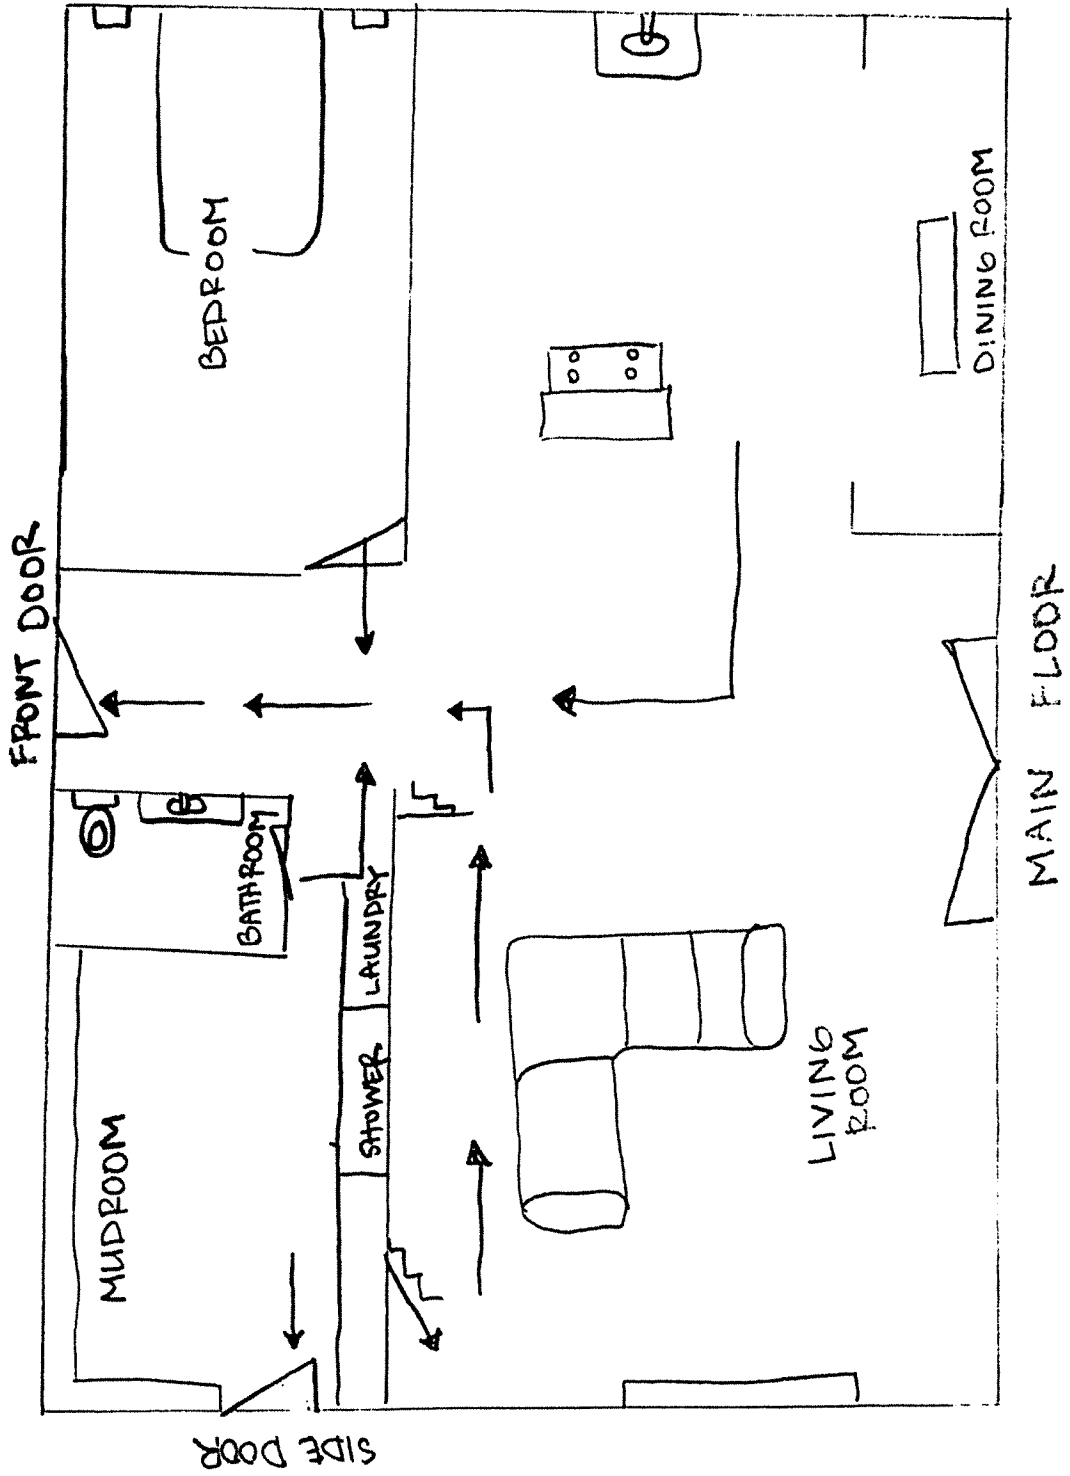 FRONT DOOR
BEDROOM
DINING ROOM
BATHROOM
LAUNDRY
SHOWER
MUDROOM
LIVING
ROOM
SIDE DOOR
MAIN FLOOR